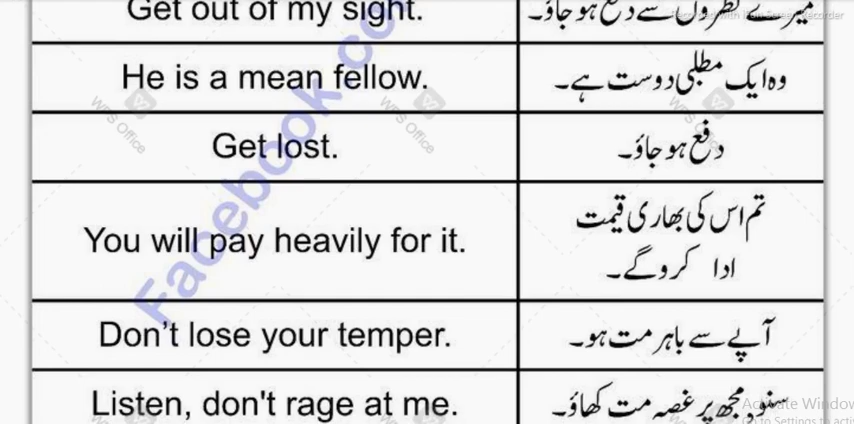 Get out of my sight.
میرے نظروں سے دفع ہو جاؤ۔
He is a mean fellow.
وہ ایک مطلبی دوست ہے۔
Get lost.
دفع ہو جاؤ۔
You will pay heavily for it.
تم اس کی بھاری قیمت
ادا کرو گے۔
Don't lose your temper.
آپے سے باہر مت ہو۔
Listen, don't rage at me.
سنو مجھ پر غصہ مت کھاؤ۔
Facebook.co
WPS Office
WPS Office
WPS Office
Screen Recorder
Activate Window